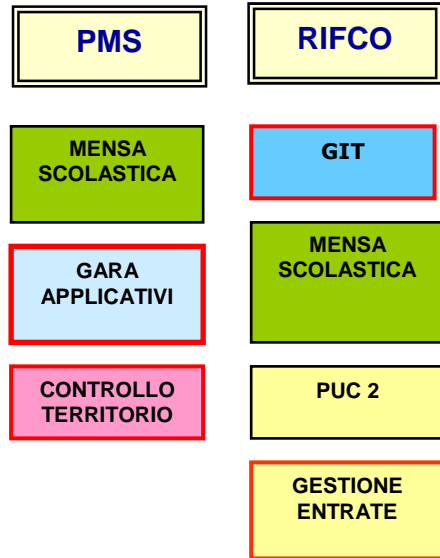 PMS
MENSA
SCOLASTICA
GARA
APPLICATIVI
CONTROLLO
TERRITORIO
RIFCO
GIT
MENSA
SCOLASTICA
PUC 2
GESTIONE
ENTRATE